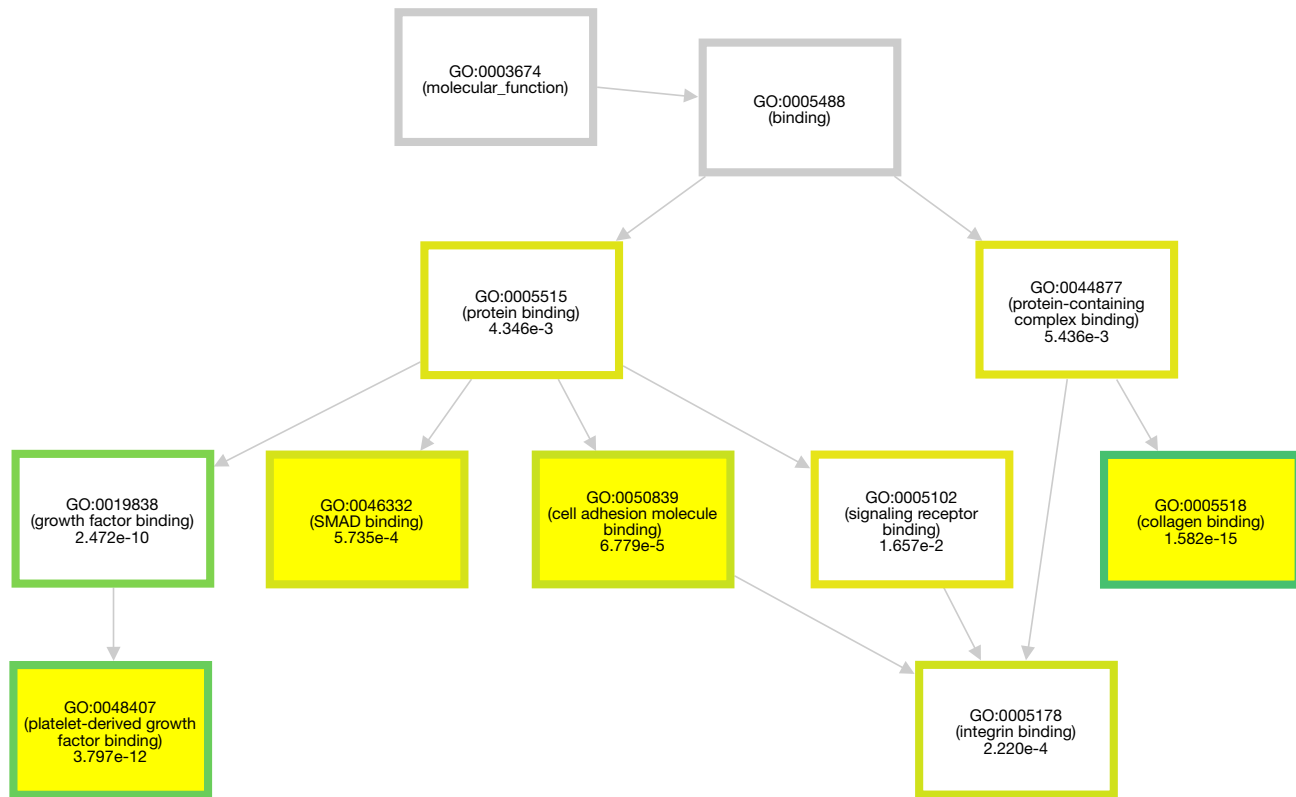 GO:0003674
(molecular_function)
GO:0005488
(binding)
GO:0005515
(protein binding)
4.346e-3
GO:0044877
(protein-containing
complex binding)
5.436e-3
GO:0019838
(growth factor binding)
2.472e-10
GO:0046332
(SMAD binding)
5.735e-4
GO:0050839
(cell adhesion molecule
binding)
6.779e-5
GO:0005102
(signaling receptor
binding)
1.657e-2
GO:0005518
(collagen binding)
1.582e-15
GO:0048407
(platelet-derived growth
factor binding)
3.797e-12
GO:0005178
(integrin binding)
2.220e-4